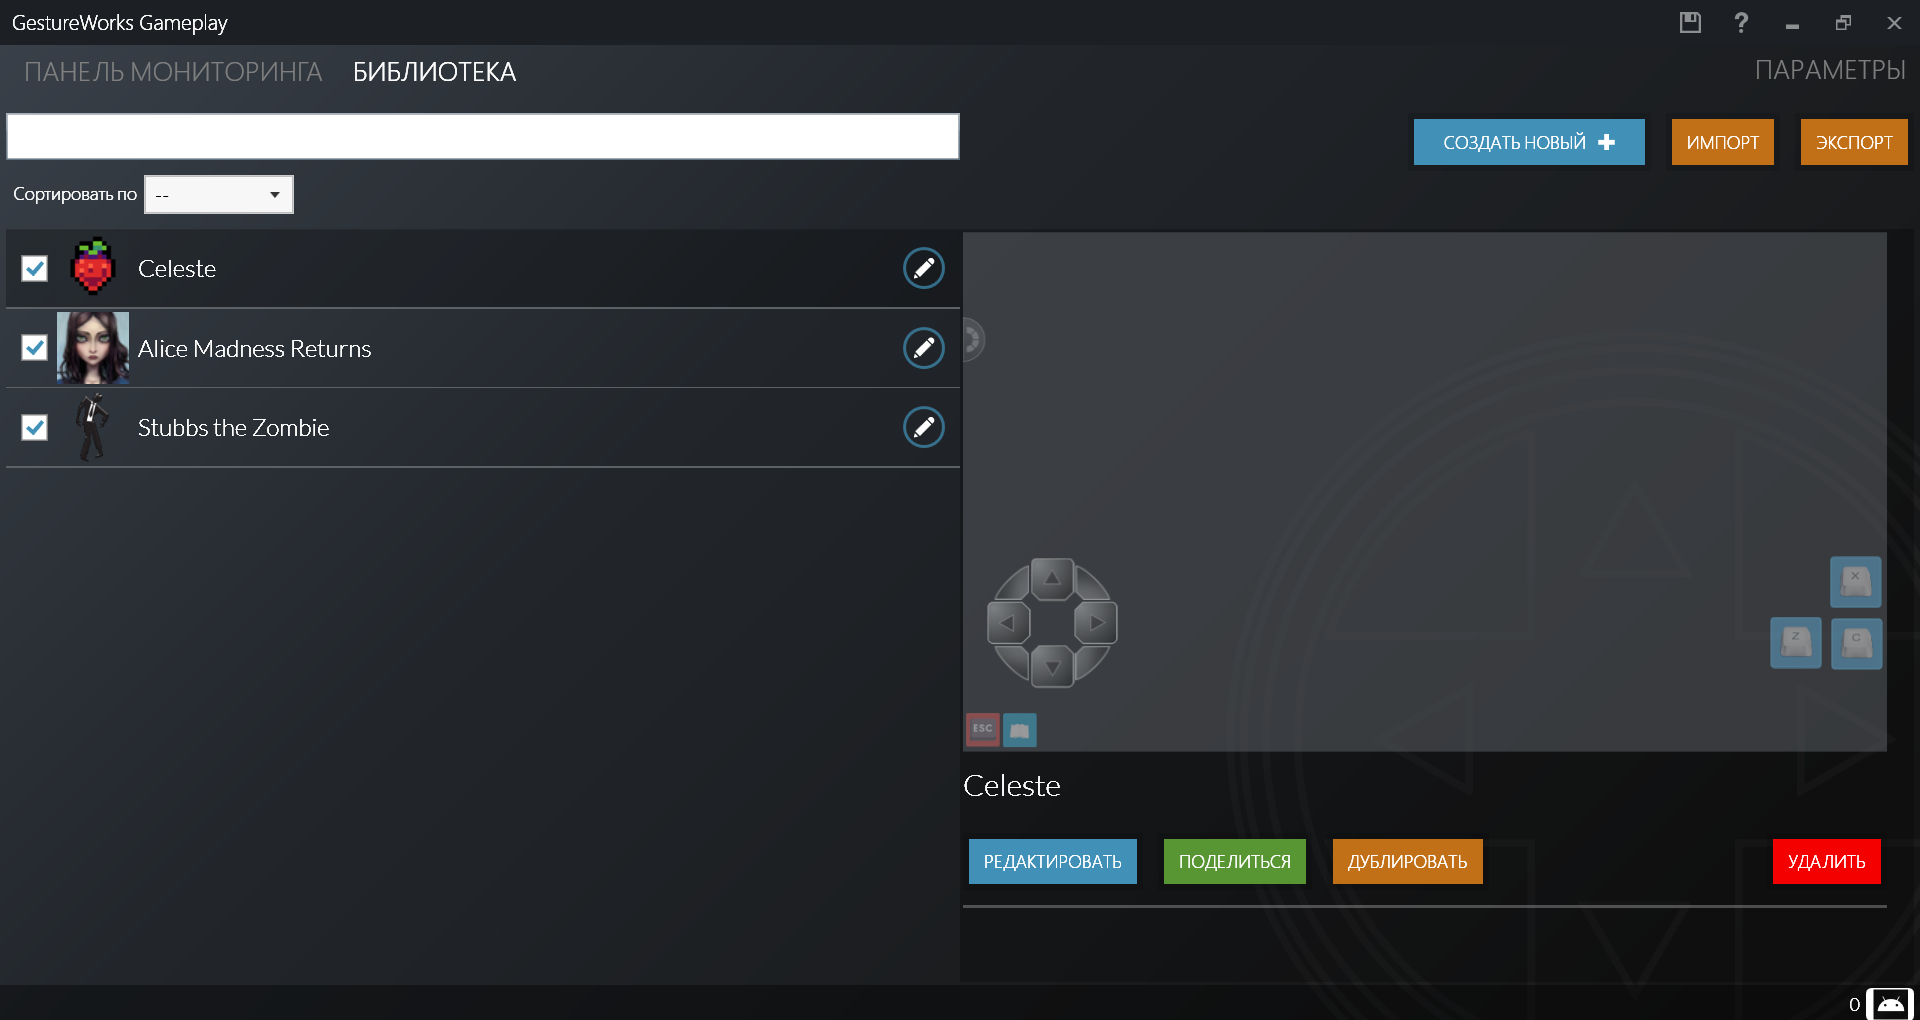 GestureWorks Gameplay
?
ПАНЕЛЬ МОНИТОРИНГА БИБЛИОТЕКА ПАРАМЕТРЫ
СОЗДАТЬ НОВЫЙ ИМПОРТ ЭКСПОРТ
Сортировать по --
Celeste
Alice Madness Returns
Stubbs the Zombie
X
Z C
ESC
Celeste
РЕДАКТИРОВАТЬ ПОДЕЛИТЬСЯ ДУБЛИРОВАТЬ УДАЛИТЬ
0